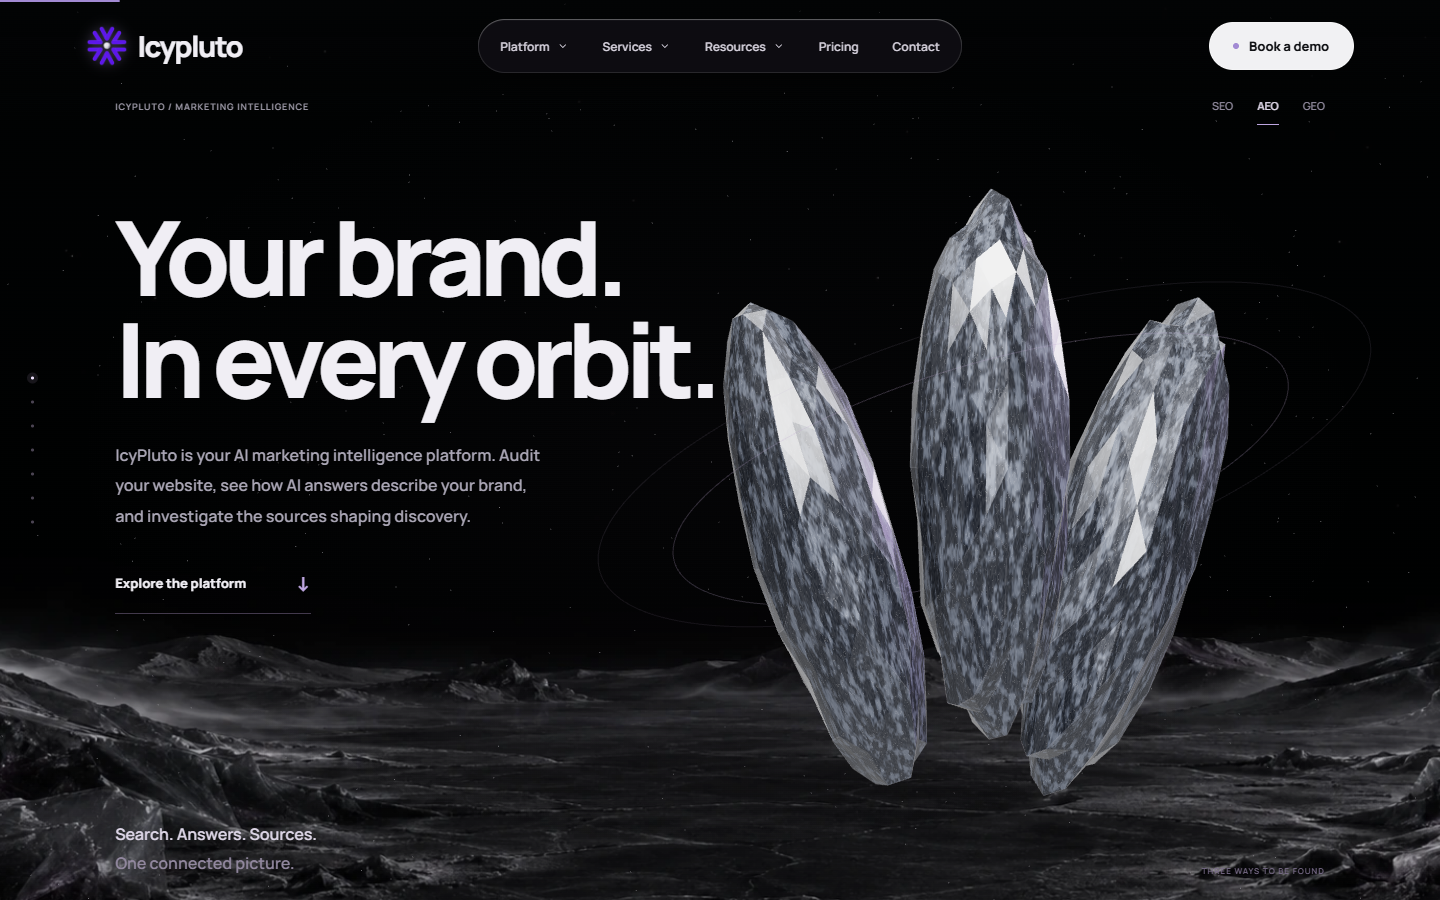 Icypluto
Platform
Services
Resources
Pricing
Contact
Book a demo
ICYPLUTO / MARKETING INTELLIGENCE
SEO
AEO
GEO
Your brand.
In every orbit.
IcyPluto is your AI marketing intelligence platform. Audit
your website, see how AI answers describe your brand,
and investigate the sources shaping discovery.
Explore the platform
Search. Answers. Sources.
One connected picture.
THREE WAYS TO BE FOUND